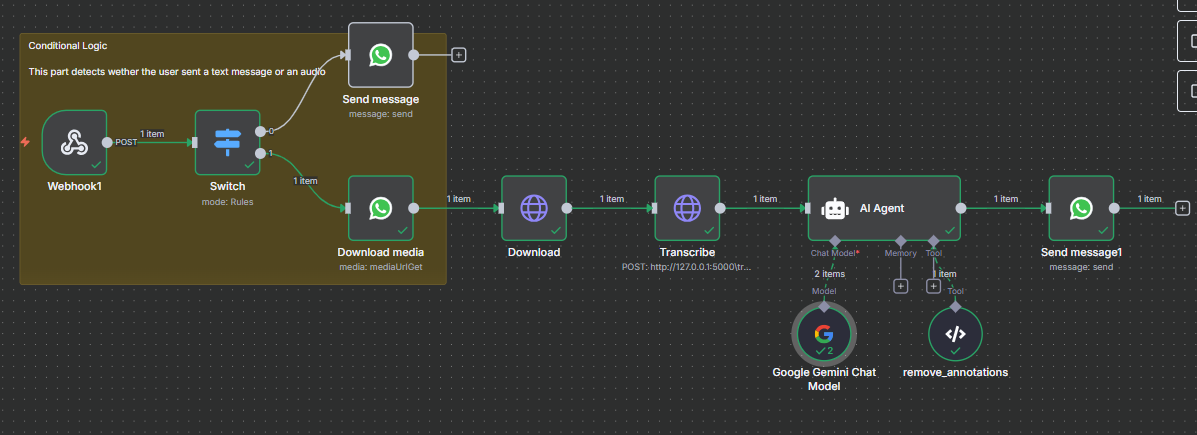 Conditional Logic
This part detects wether the user sent a text message or an audio
Send message
message: send
POST
1 item
0
1
Webhook1
Switch
mode: Rules
1 item
Download media
media: mediaUrlGet
1 item
Download
1 item
Transcribe
POST: http://127.0.0.1:5000\tr...
1 item
AI Agent
Chat Model*
Memory
Tool
1 item
Send message1
message: send
1 item
2 items
Model
1 item
Tool
2
Google Gemini Chat
Model
remove_annotations